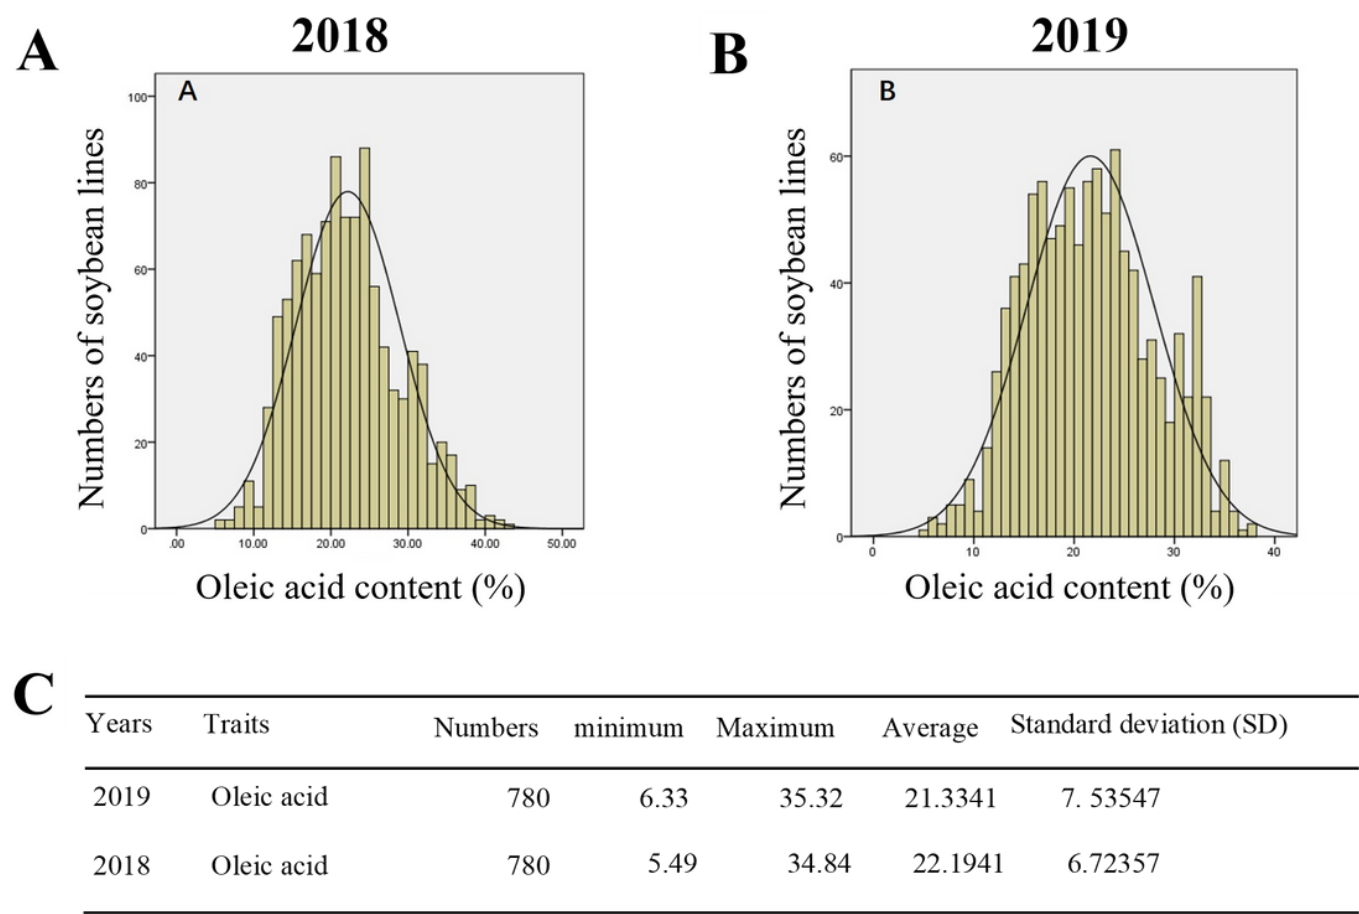 A
2018
A
100
80
60
40
20
0
.00 10.00 20.00 30.00 40.00 50.00
Numbers of soybean lines
Oleic acid content (%)
B
2019
B
60
40
20
0
0 10 20 30 40
Numbers of soybean lines
Oleic acid content (%)
C
Years Traits Numbers minimum Maximum Average Standard deviation (SD)
2019 Oleic acid 780 6.33 35.32 21.3341 7. 53547
2018 Oleic acid 780 5.49 34.84 22.1941 6.72357